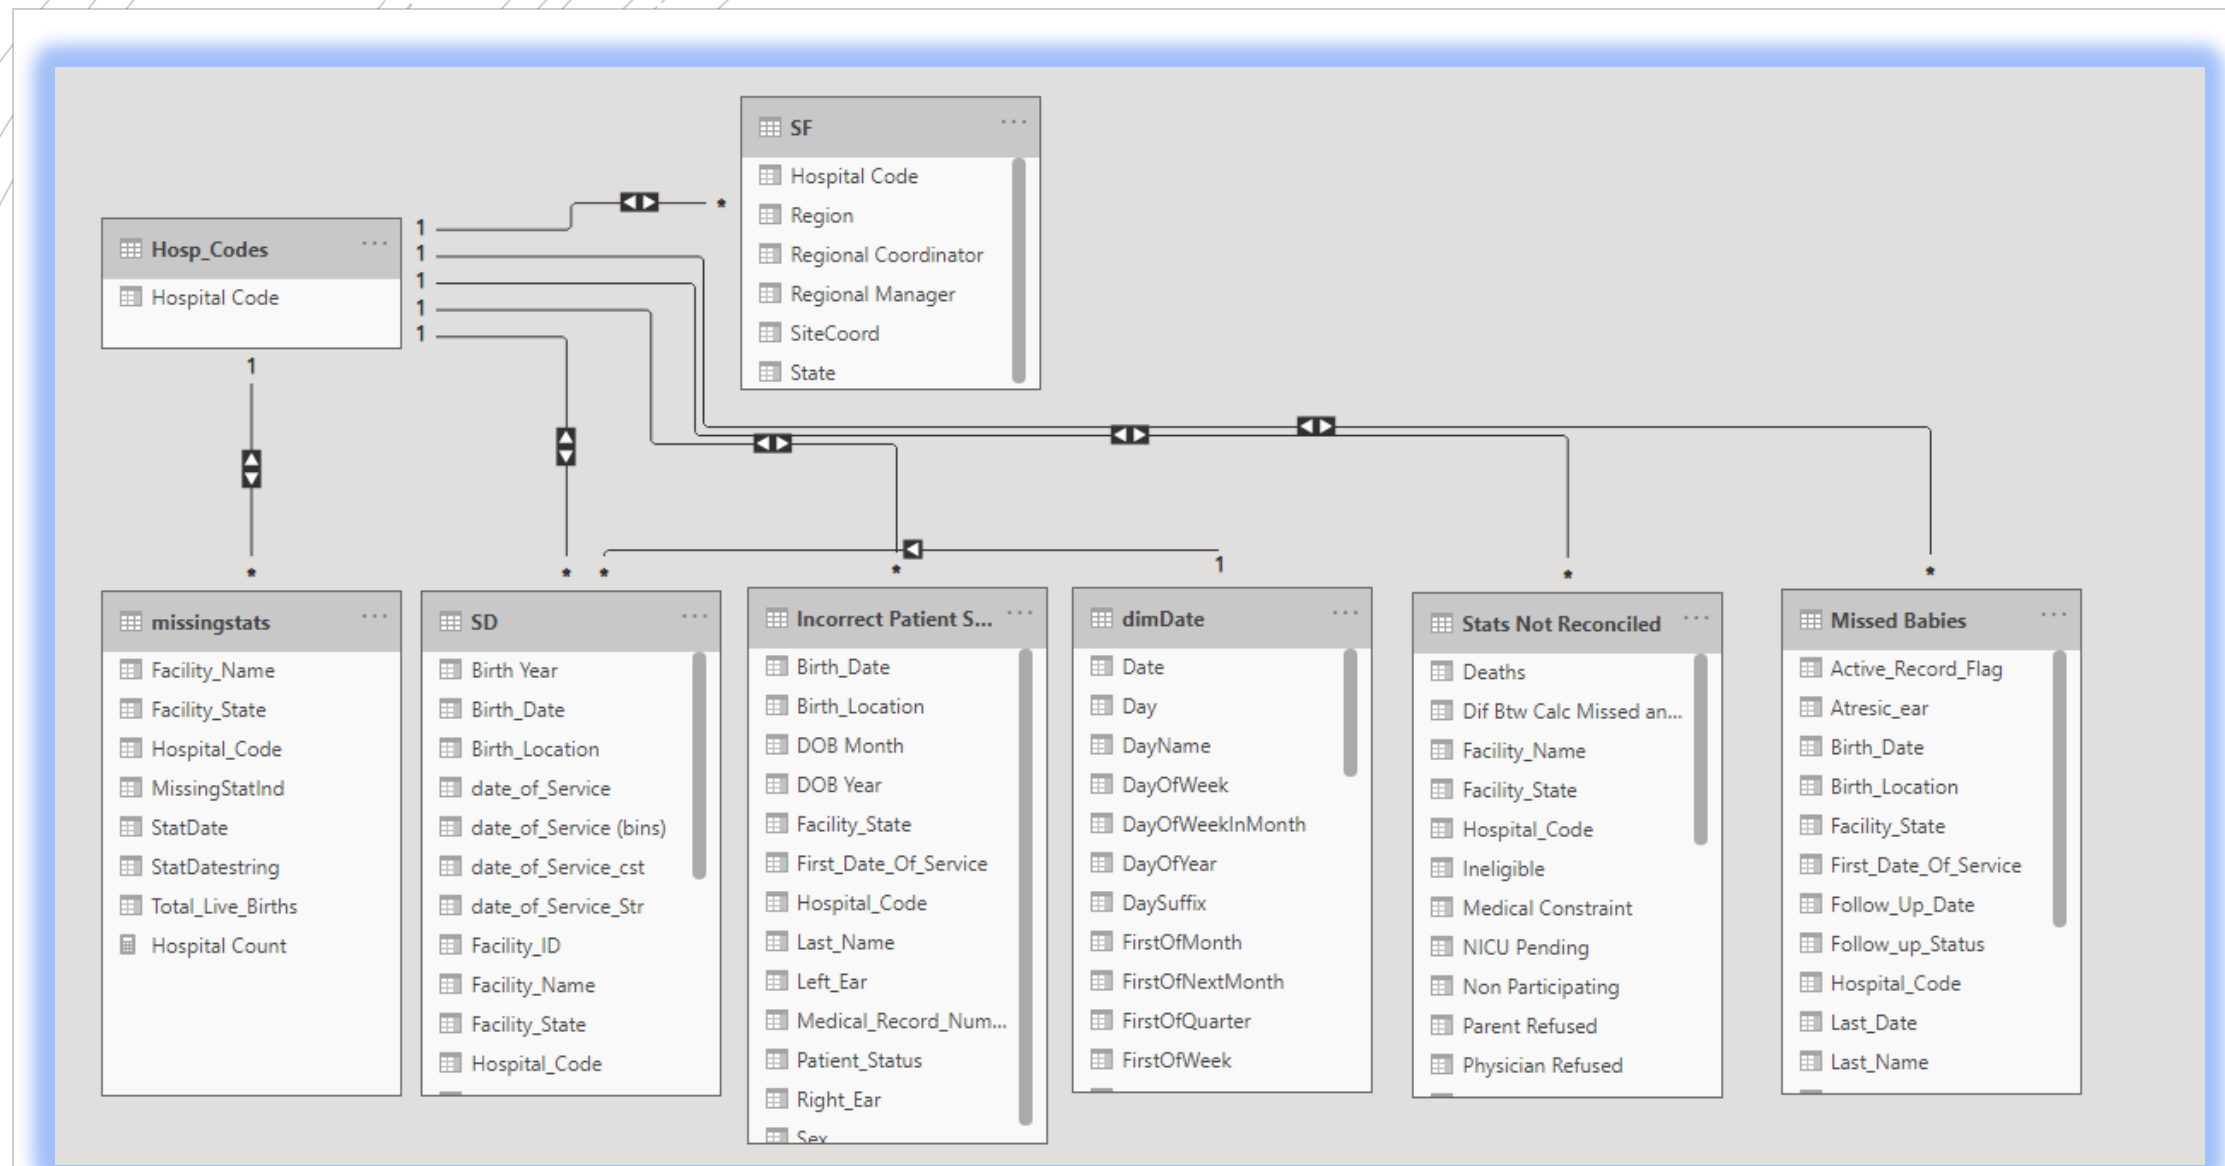 SF
Hospital Code
Region
Regional Coordinator
Regional Manager
SiteCoord
State
Hosp_Codes
Hospital Code
1
1
1
1
1
1
*
*
*
*
*
1
*
*
missingstats
Facility_Name
Facility_State
Hospital_Code
MissingStatInd
StatDate
StatDatestring
Total_Live_Births
Hospital Count
SD
Birth Year
Birth_Date
Birth_Location
date_of_Service
date_of_Service (bins)
date_of_Service_cst
date_of_Service_Str
Facility_ID
Facility_Name
Facility_State
Hospital_Code
Incorrect Patient S...
Birth_Date
Birth_Location
DOB Month
DOB Year
Facility_State
First_Date_Of_Service
Hospital_Code
Last_Name
Left_Ear
Medical_Record_Num...
Patient_Status
Right_Ear
Sex
dimDate
Date
Day
DayName
DayOfWeek
DayOfWeekInMonth
DayOfYear
DaySuffix
FirstOfMonth
FirstOfNextMonth
FirstOfQuarter
FirstOfWeek
Stats Not Reconciled
Deaths
Dif Btw Calc Missed an...
Facility_Name
Facility_State
Hospital_Code
Ineligible
Medical Constraint
NICU Pending
Non Participating
Parent Refused
Physician Refused
Missed Babies
Active_Record_Flag
Atresic_ear
Birth_Date
Birth_Location
Facility_State
First_Date_Of_Service
Follow_Up_Date
Follow_up_Status
Hospital_Code
Last_Date
Last_Name